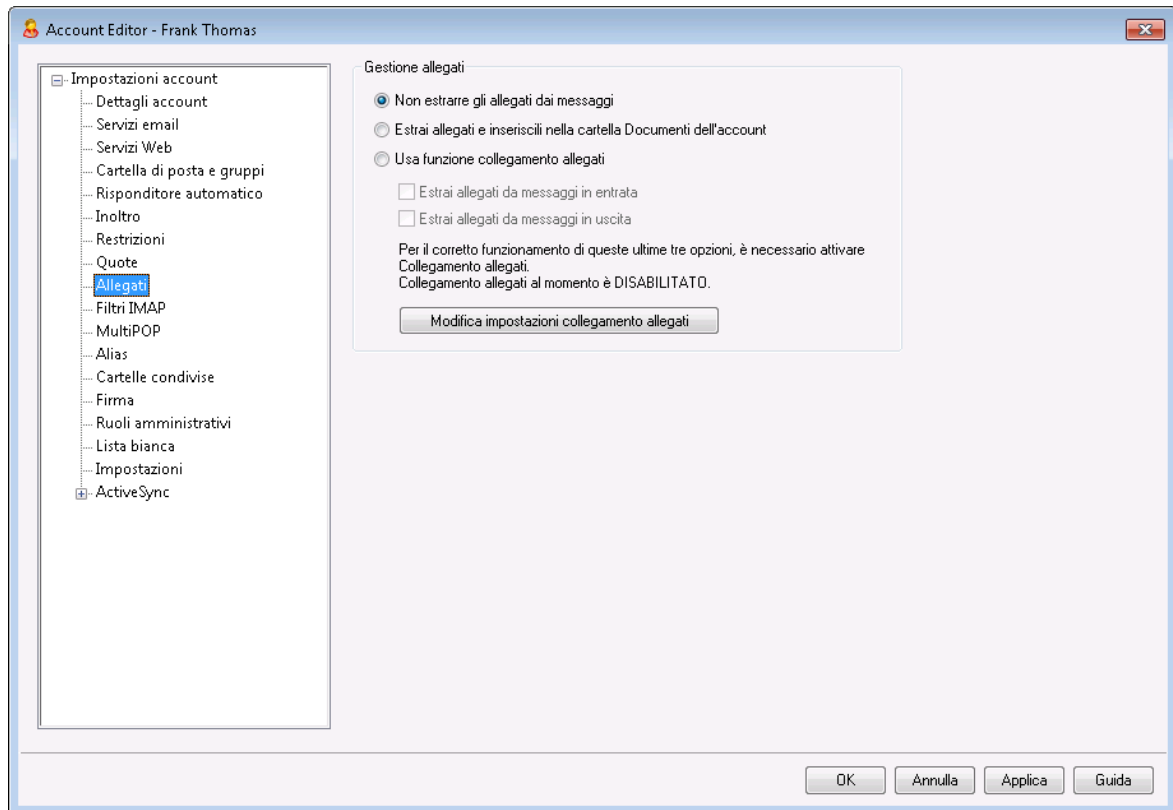 Account Editor - Frank Thomas
Impostazioni account
Dettagli account
Servizi email
Servizi Web
Cartella di posta e gruppi
Risponditore automatico
Inoltro
Restrizioni
Quote
Allegati
Filtri IMAP
MultiPOP
Alias
Cartelle condivise
Firma
Ruoli amministrativi
Lista bianca
Impostazioni
ActiveSync
Gestione allegati
Non estrarre gli allegati dai messaggi
Estrai allegati e inseriscili nella cartella Documenti dell'account
Usa funzione collegamento allegati
Estrai allegati da messaggi in entrata
Estrai allegati da messaggi in uscita
Per il corretto funzionamento di queste ultime tre opzioni, è necessario attivare
Collegamento allegati.
Collegamento allegati al momento è DISABILITATO.
Modifica impostazioni collegamento allegati
OK
Annulla
Applica
Guida